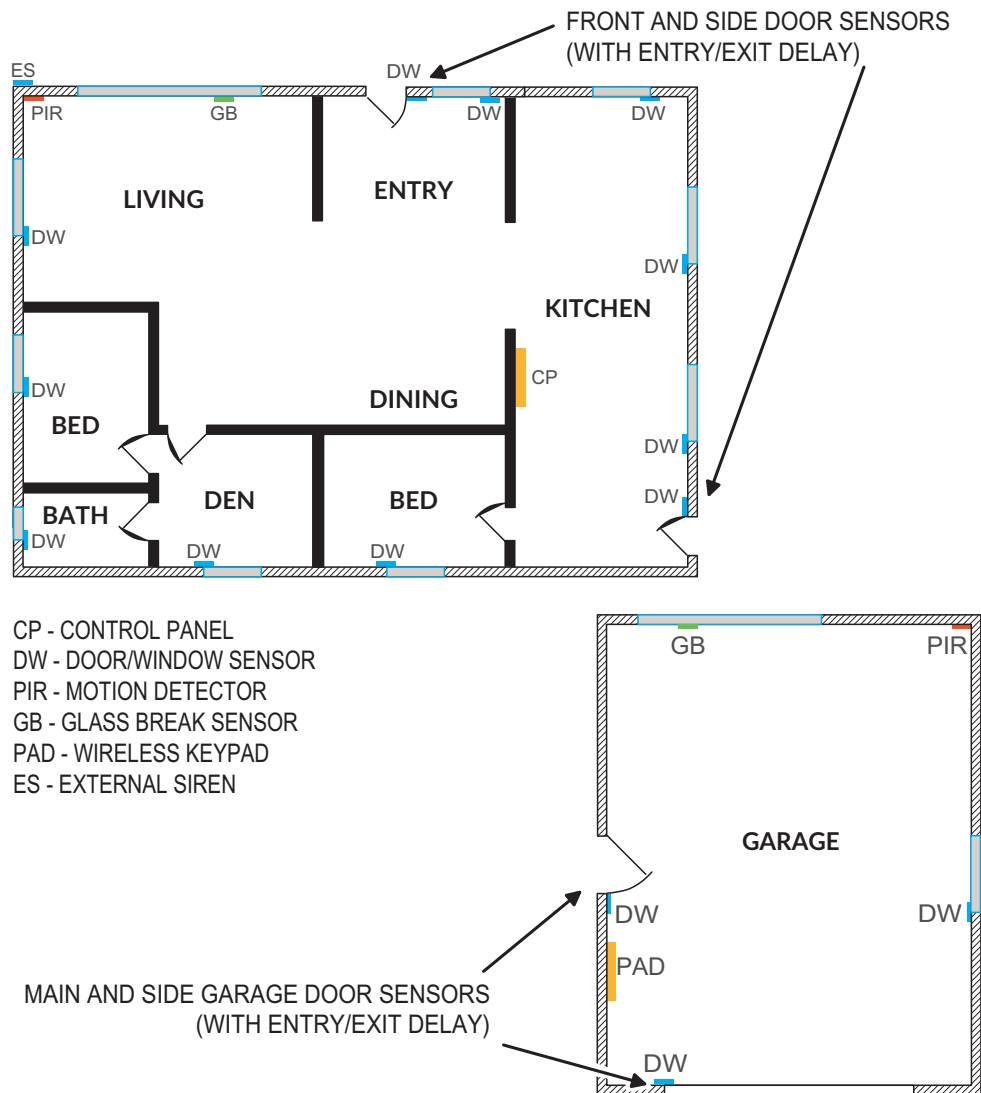 FRONT AND SIDE DOOR SENSORS
(WITH ENTRY/EXIT DELAY)
ES
DW
PIR
GB
DW
DW
LIVING
ENTRY
DW
DW
KITCHEN
CP
DW
DINING
BED
DW
DW
DEN
BED
BATH
DW
DW
DW
CP - CONTROL PANEL
DW - DOOR/WINDOW SENSOR
PIR - MOTION DETECTOR
GB - GLASS BREAK SENSOR
PAD - WIRELESS KEYPAD
ES - EXTERNAL SIREN
GB
PIR
GARAGE
DW
DW
PAD
MAIN AND SIDE GARAGE DOOR SENSORS
(WITH ENTRY/EXIT DELAY)
DW